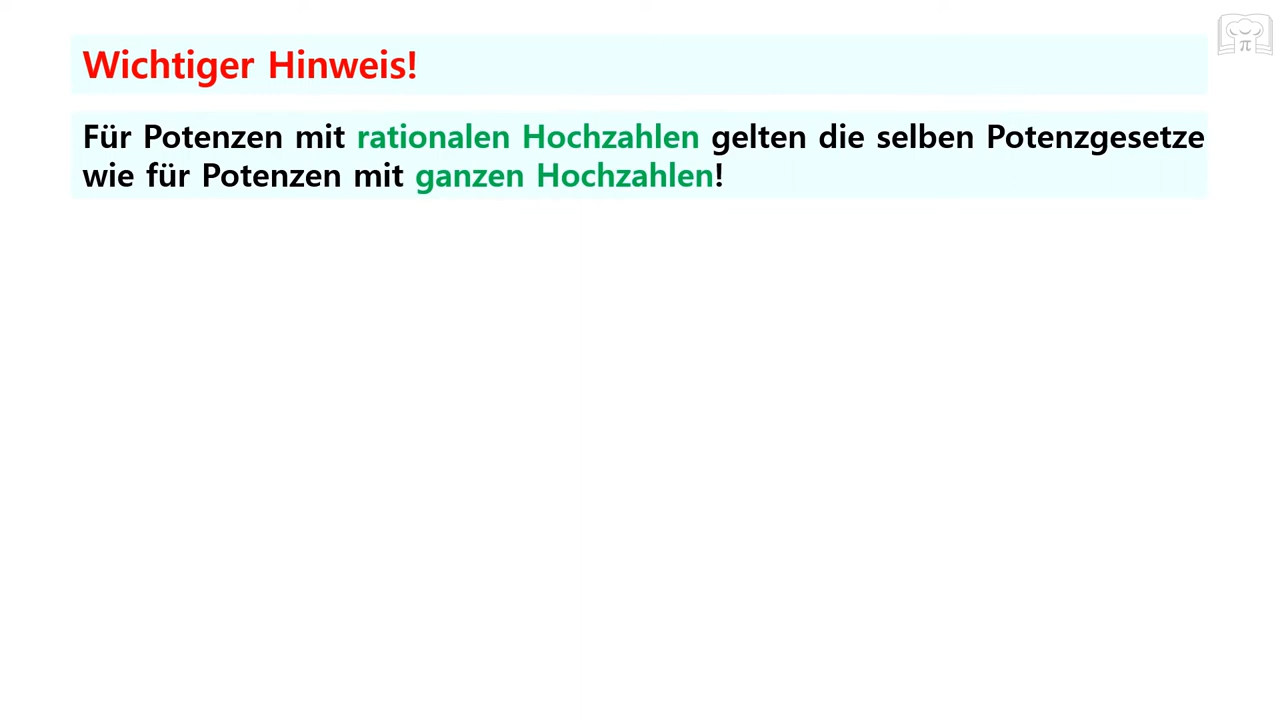 Wichtiger Hinweis!
Für Potenzen mit rationalen Hochzahlen gelten die selben Potenzgesetze
wie für Potenzen mit ganzen Hochzahlen!
π